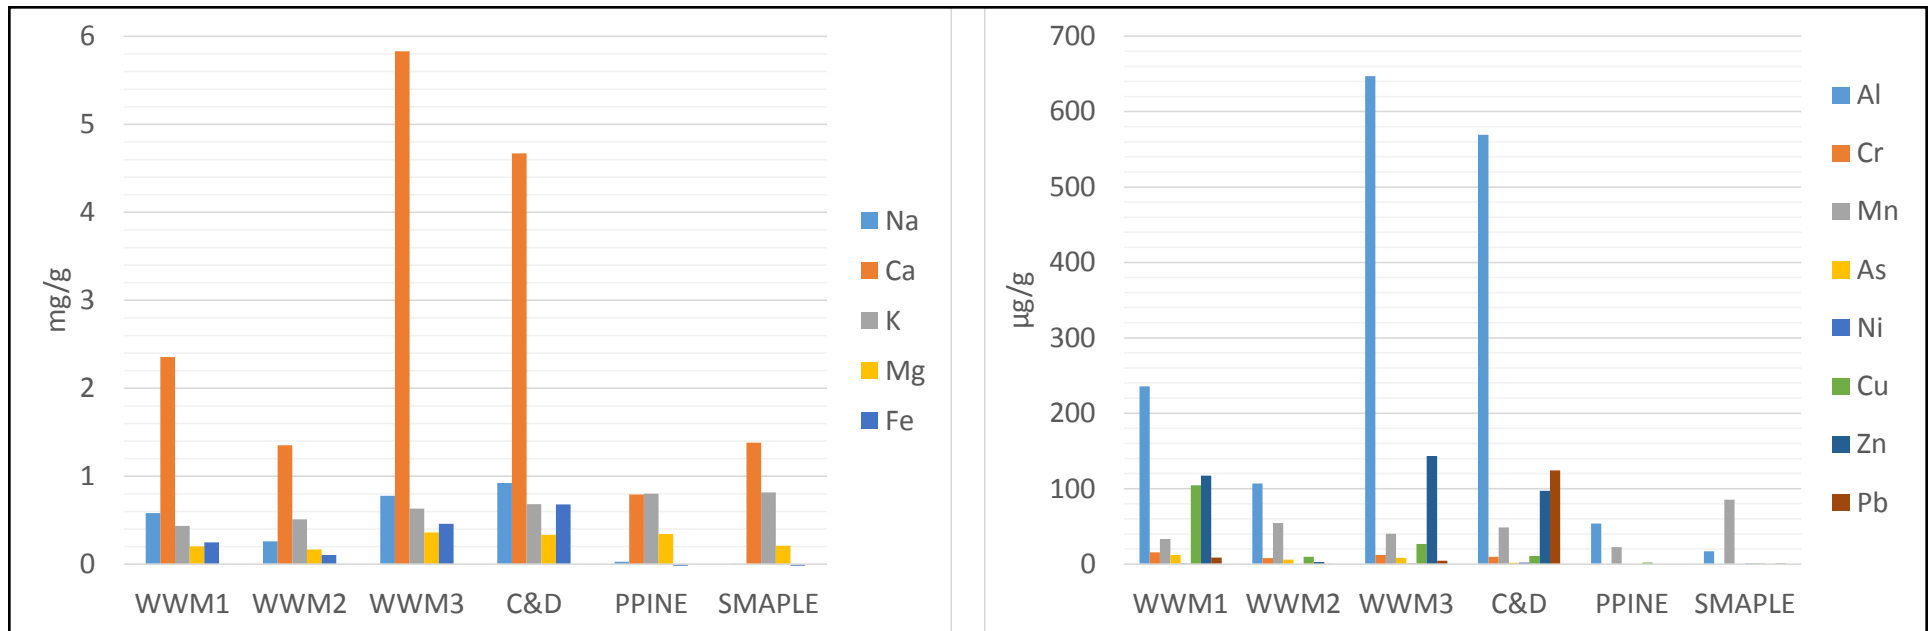 6
5
4
3
2
1
0
mg/g
WWM1 WWM2 WWM3 C&D PPINE SMAPLE
Na
Ca
K
Mg
Fe
700
600
500
400
300
200
100
0
µg/g
WWM1 WWM2 WWM3 C&D PPINE SMAPLE
Al
Cr
Mn
As
Ni
Cu
Zn
Pb